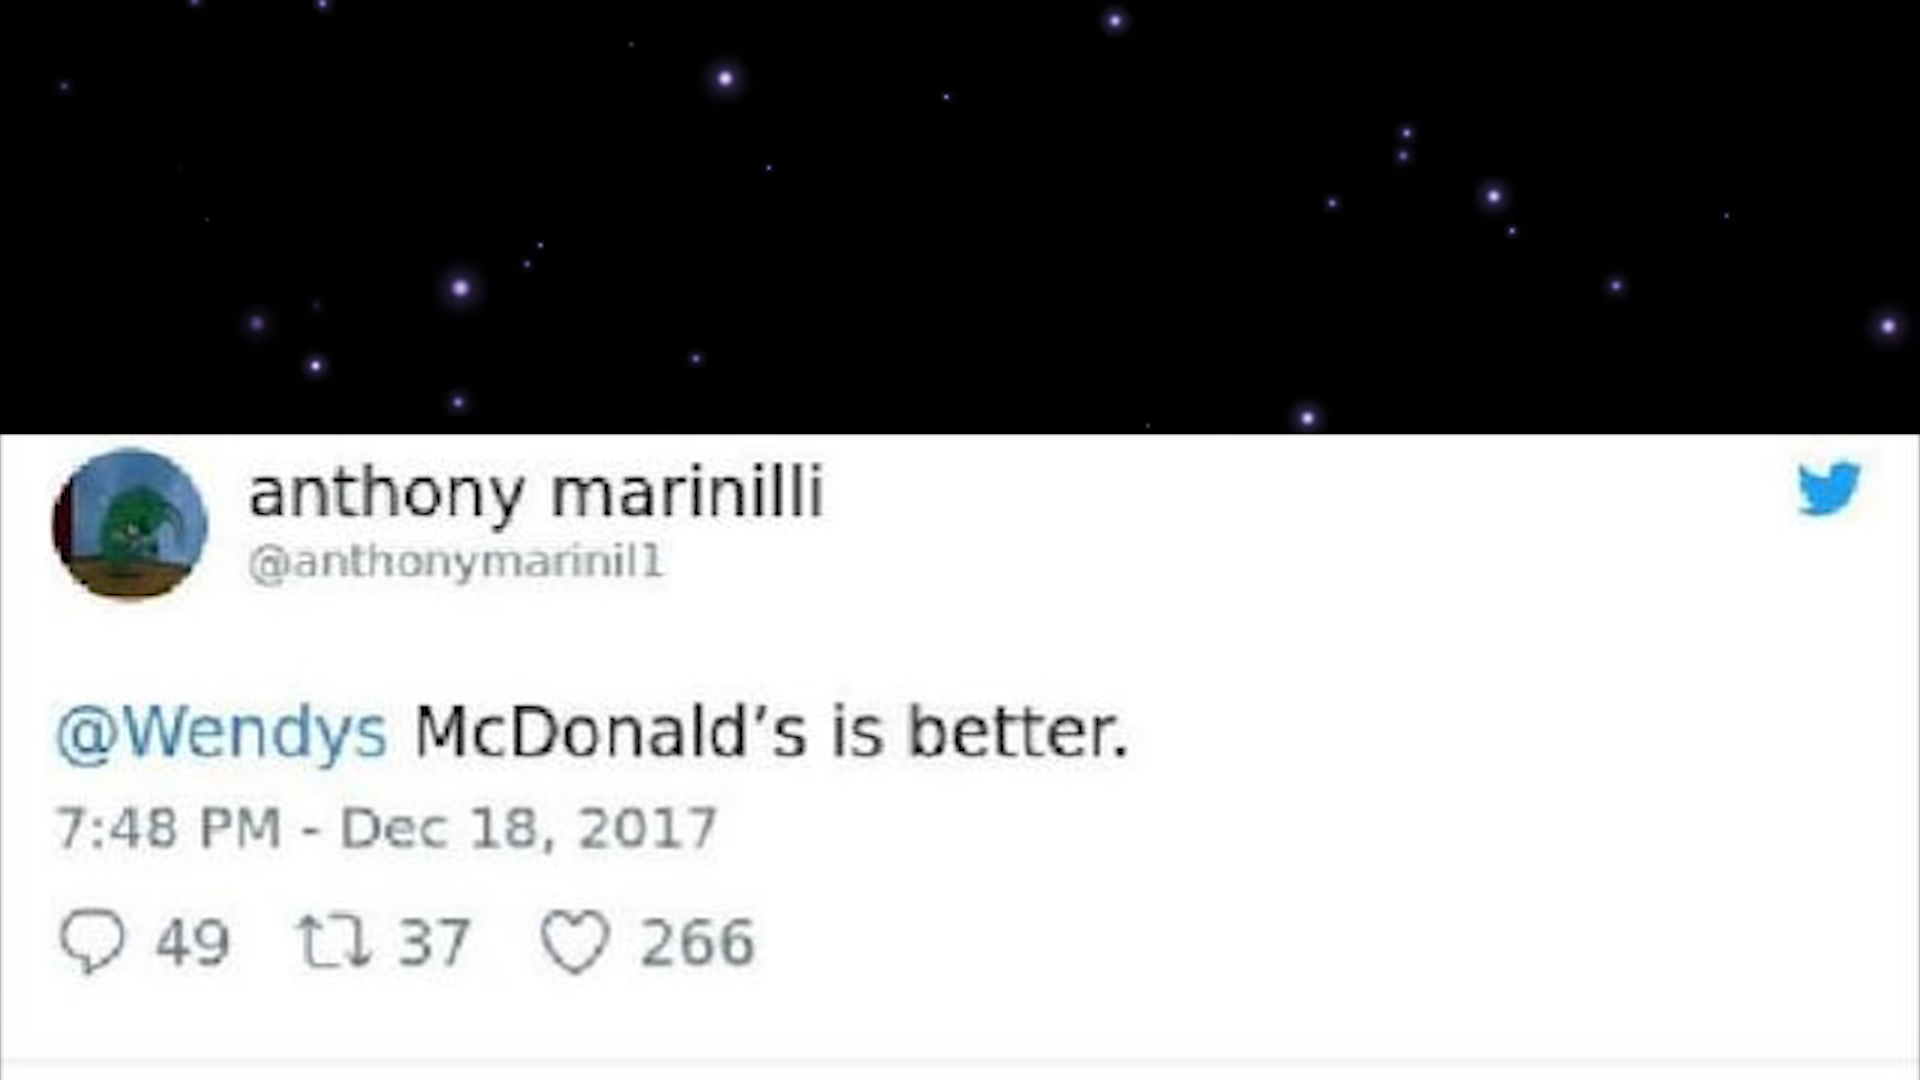 anthony marinilli
@anthonymarinil1
@Wendys McDonald’s is better.
7:48 PM - Dec 18, 2017
49 37 266